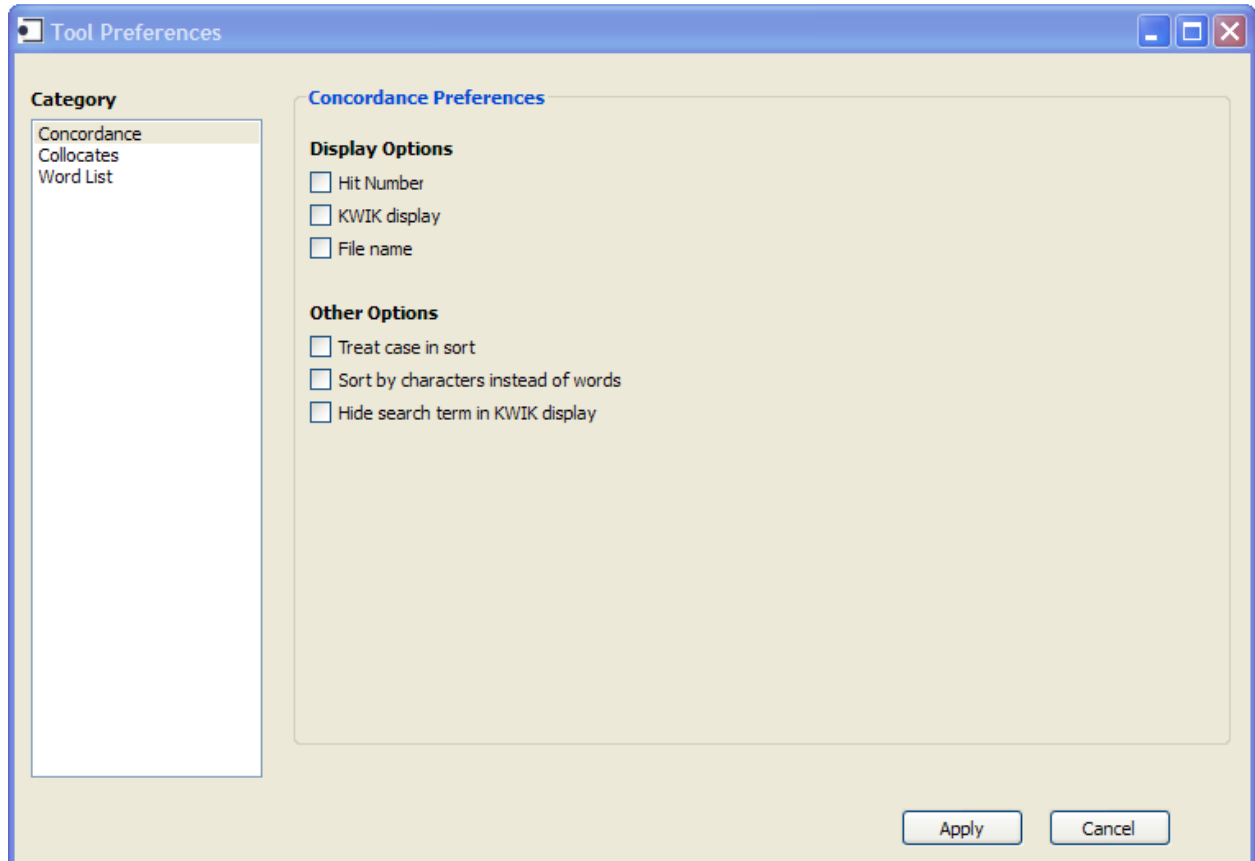 Tool Preferences
Category
Concordance
Collocates
Word List
Concordance Preferences
Display Options
Hit Number
KWIK display
File name
Other Options
Treat case in sort
Sort by characters instead of words
Hide search term in KWIK display
Apply
Cancel